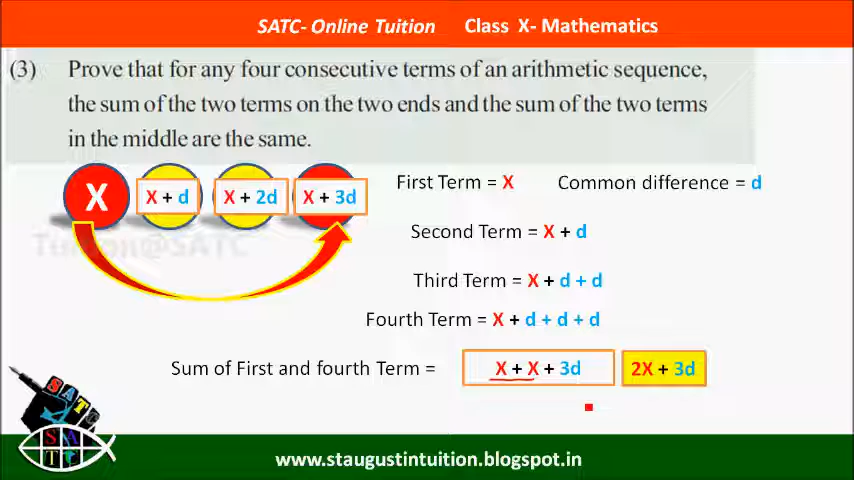 SATC- Online Tuition Class X- Mathematics
(3) Prove that for any four consecutive terms of an arithmetic sequence,
the sum of the two terms on the two ends and the sum of the two terms
in the middle are the same.
X X + d X + 2d X + 3d
First Term = X Common difference = d
Second Term = X + d
Tuition@SATC
Third Term = X + d + d
Fourth Term = X + d + d + d
Sum of First and fourth Term = X + X + 3d 2X + 3d
SATC
SATC
www.staugustintuition.blogspot.in